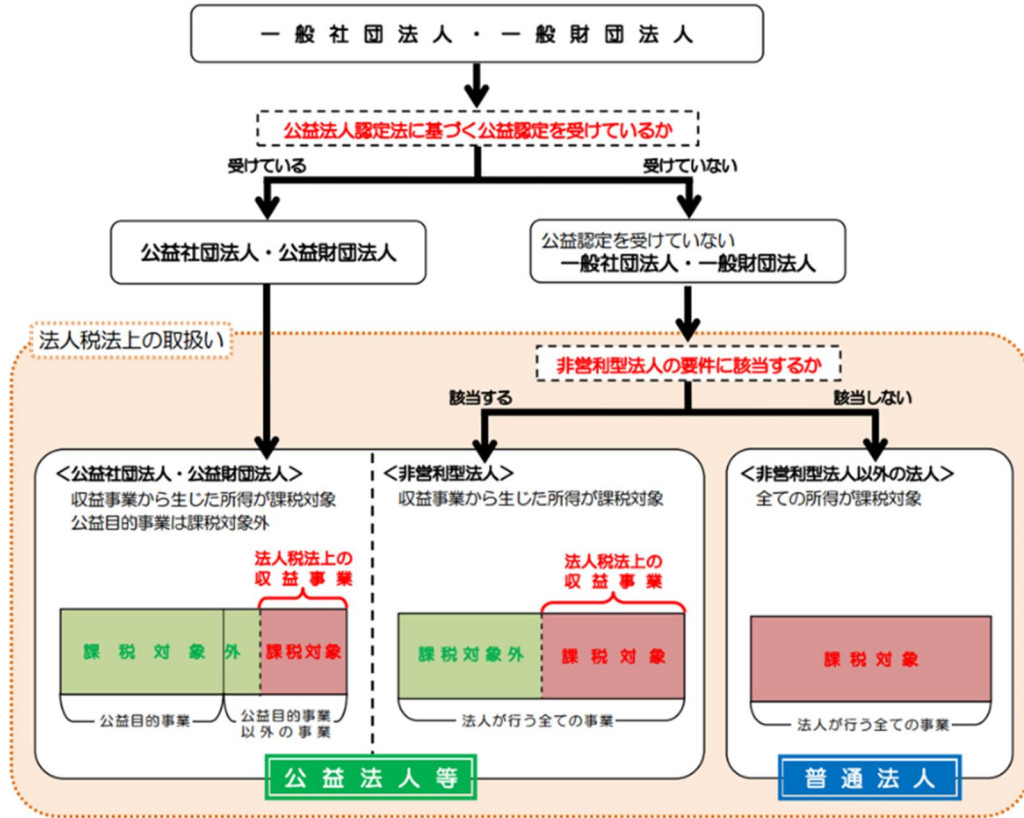 一般社団法人・一般財団法人
公益法人認定法に基づく公益認定を受けているか
受けている
受けていない
公益社団法人・公益財団法人
公益認定を受けていない
一般社団法人・一般財団法人
法人税法上の取扱い
非営利型法人の要件に該当するか
該当する
該当しない
<公益社団法人・公益財団法人>
収益事業から生じた所得が課税対象
公益目的事業は課税対象外
法人税法上の
収益事業
課税対象外
課税対象
公益目的事業
公益目的事業
以外の事業
<非営利型法人>
収益事業から生じた所得が課税対象
法人税法上の
収益事業
課税対象外
課税対象
法人が行う全ての事業
公益法人等
<非営利型法人以外の法人>
全ての所得が課税対象
課税対象
法人が行う全ての事業
普通法人